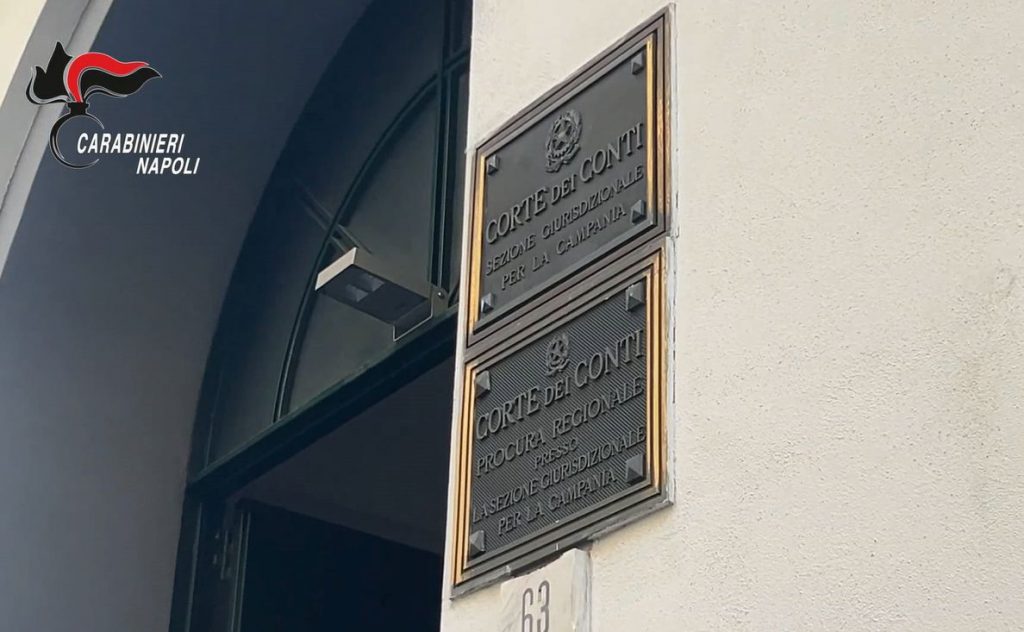 CARABINIERI
NAPOLI
CORTE DEI CONTI
SEZIONE GIURISDIZIONALE
PER LA CAMPANIA
CORTE DEI CONTI
PROCURA REGIONALE
PRESSO
LA SEZIONE GIURISDIZIONALE
PER LA CAMPANIA
63